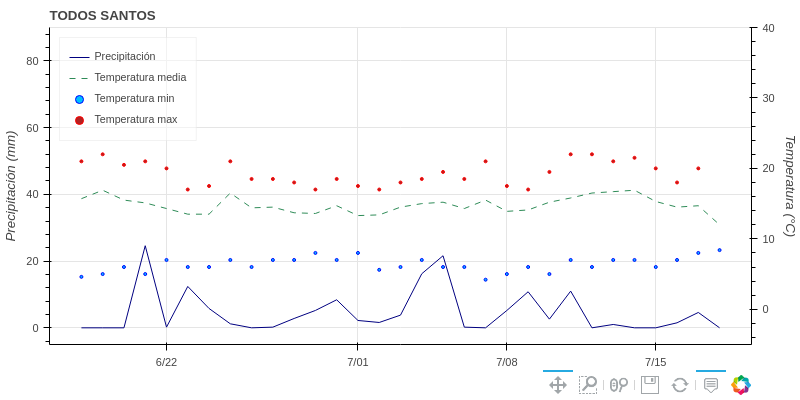 TODOS SANTOS
Precipitación
Temperatura media
Temperatura min
Temperatura max
Precipitación (mm)
0
20
40
60
80
Temperatura (°C)
0
10
20
30
40
6/22
7/01
7/08
7/15